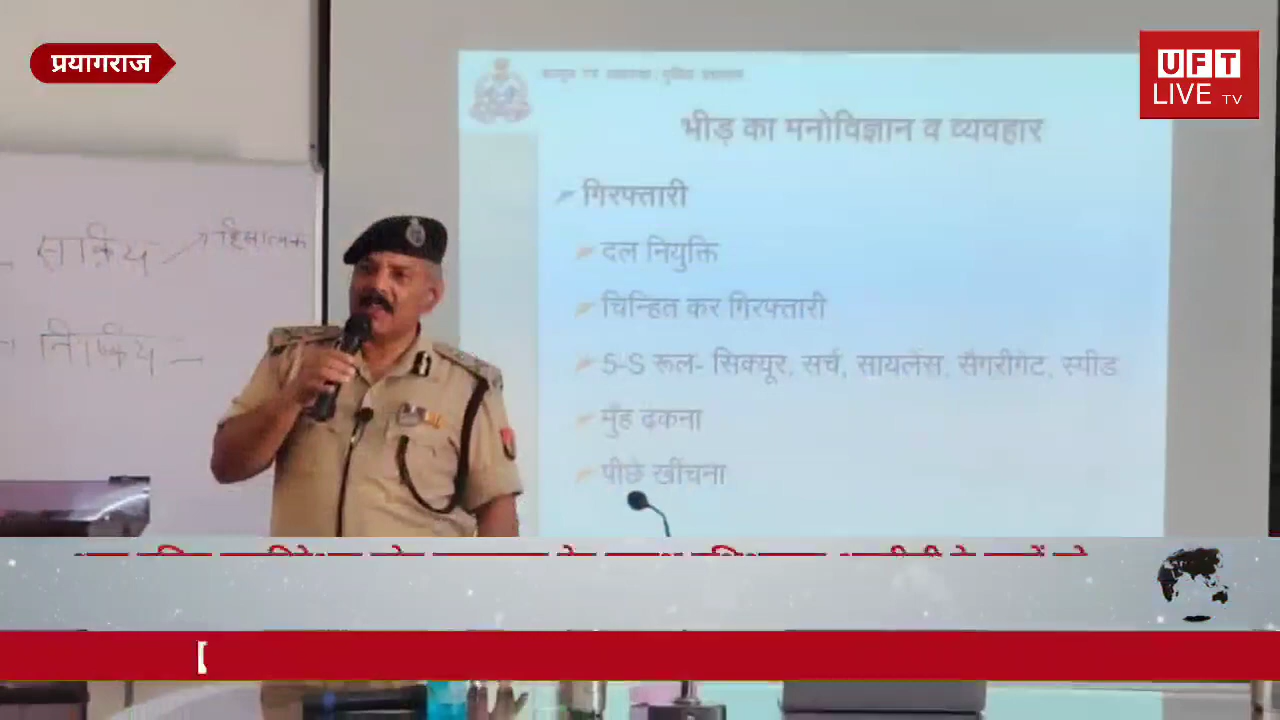 प्रयागराज
UFT
LIVE TV
भीड़ का मनोविज्ञान व व्यवहार
गिरफ्तारी
दल नियुक्ति
चिन्हित कर गिरफ्तारी
5-S रूल- सिक्यूर, सर्च, सायलेंस, सैगरीगेट, स्पीड
मुँह ढकना
पीछे खींचना
सक्रिय → हिंसात्मक
निष्क्रिय -